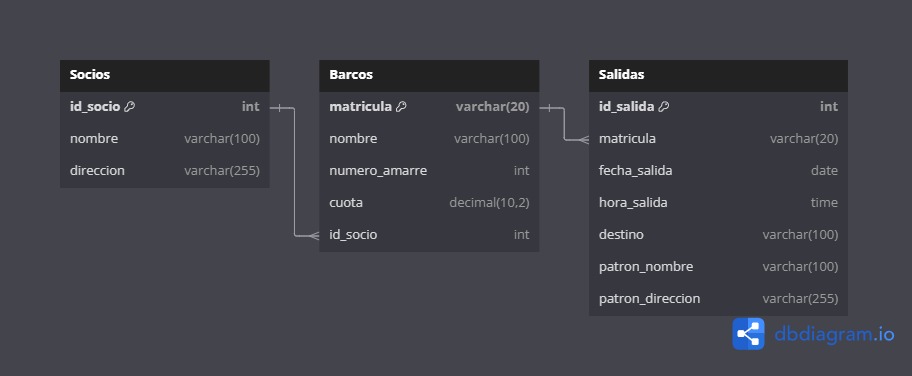 Socios
id_socio int
nombre varchar(100)
direccion varchar(255)
Barcos
matricula varchar(20)
nombre varchar(100)
numero_amarre int
cuota decimal(10,2)
id_socio int
Salidas
id_salida int
matricula varchar(20)
fecha_salida date
hora_salida time
destino varchar(100)
patron_nombre varchar(100)
patron_direccion varchar(255)
dbdiagram.io